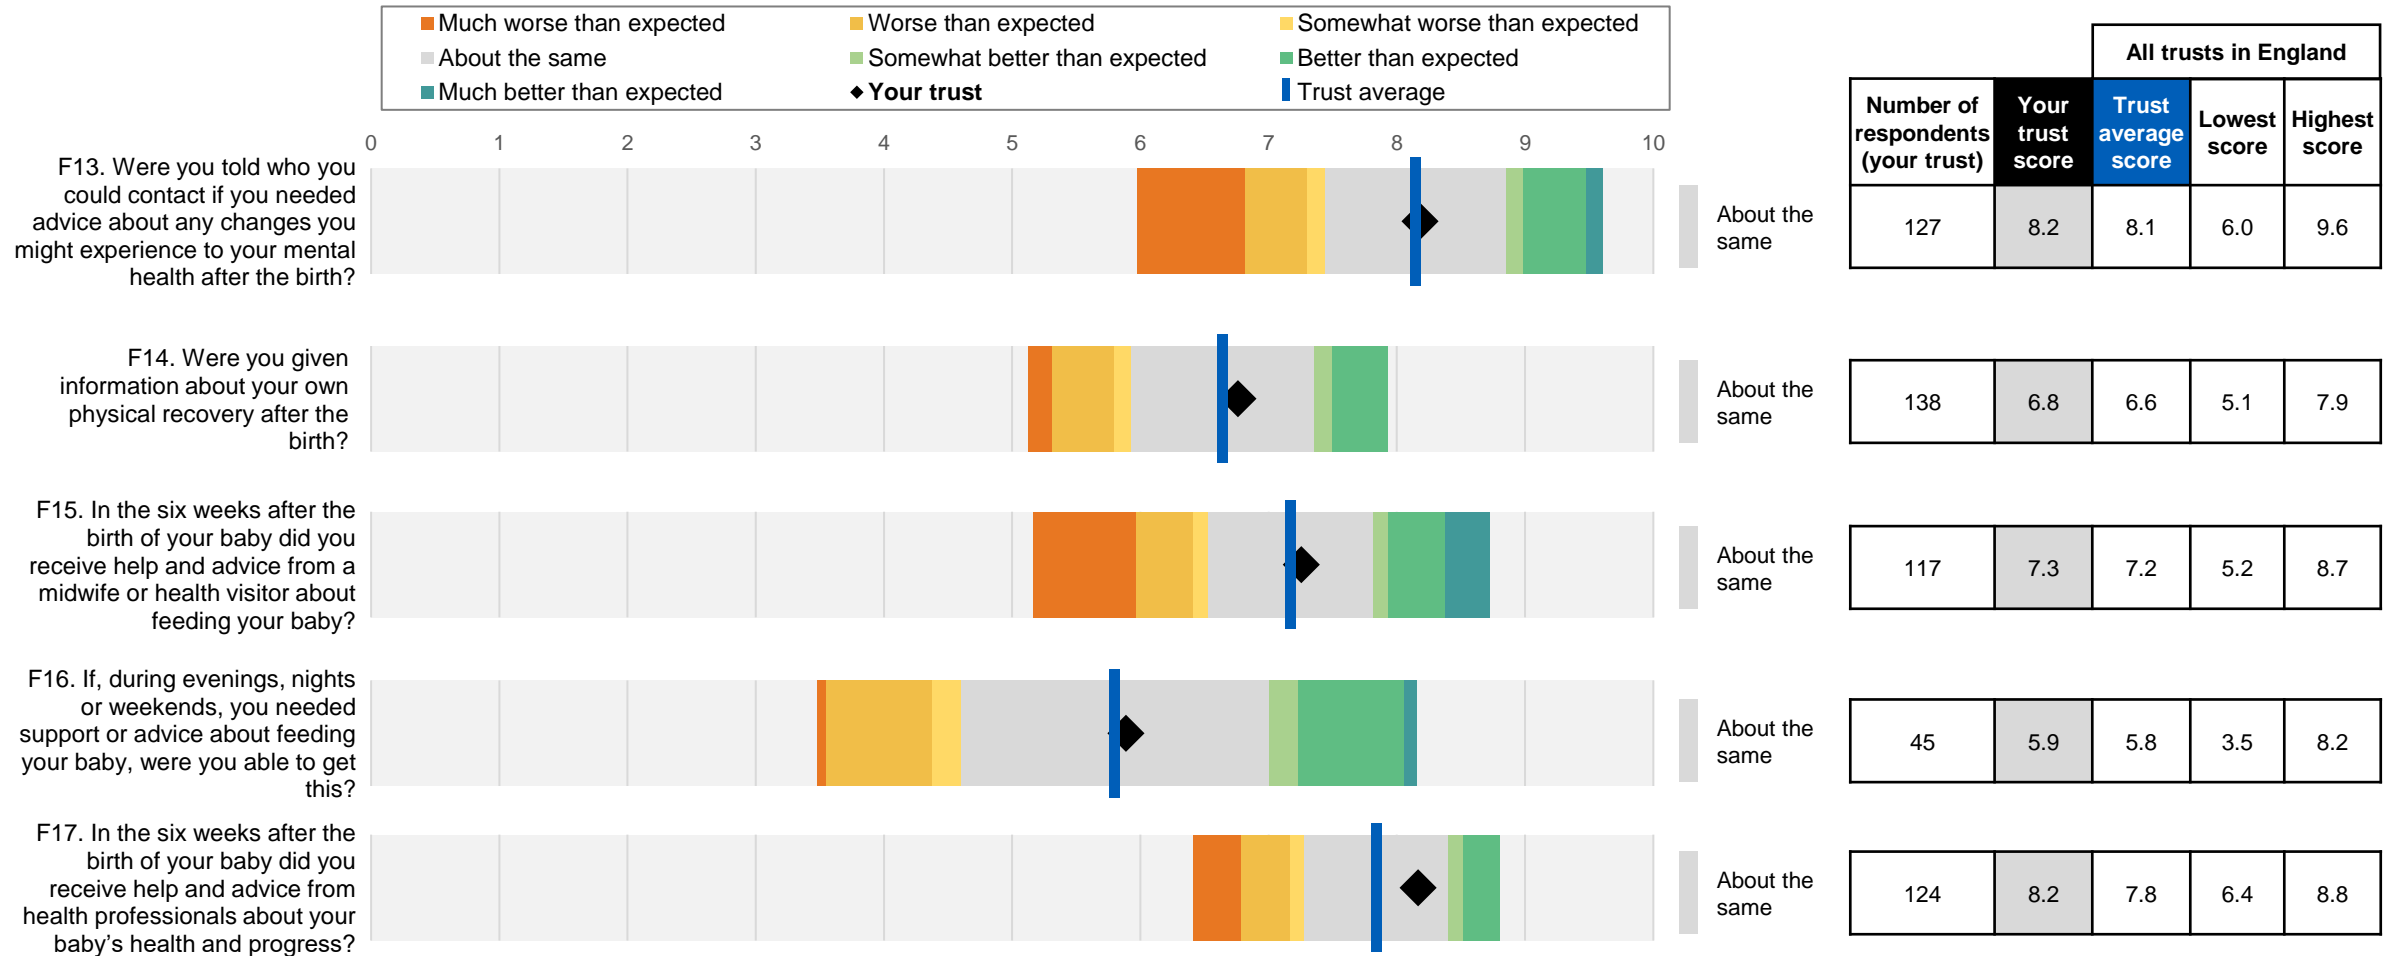 Much worse than expected
Worse than expected
Somewhat worse than expected
About the same
Somewhat better than expected
Better than expected
Much better than expected
Your trust
Trust average
All trusts in England
Number of
respondents
(your trust)
Your
trust
score
Trust
average
score
Lowest
score
Highest
score
0 1 2 3 4 5 6 7 8 9 10
F13. Were you told who you
could contact if you needed
advice about any changes you
might experience to your mental
health after the birth?
About the
same
127 8.2 8.1 6.0 9.6
F14. Were you given
information about your own
physical recovery after the
birth?
About the
same
138 6.8 6.6 5.1 7.9
F15. In the six weeks after the
birth of your baby did you
receive help and advice from a
midwife or health visitor about
feeding your baby?
About the
same
117 7.3 7.2 5.2 8.7
F16. If, during evenings, nights
or weekends, you needed
support or advice about feeding
your baby, were you able to get
this?
About the
same
45 5.9 5.8 3.5 8.2
F17. In the six weeks after the
birth of your baby did you
receive help and advice from
health professionals about your
baby’s health and progress?
About the
same
124 8.2 7.8 6.4 8.8